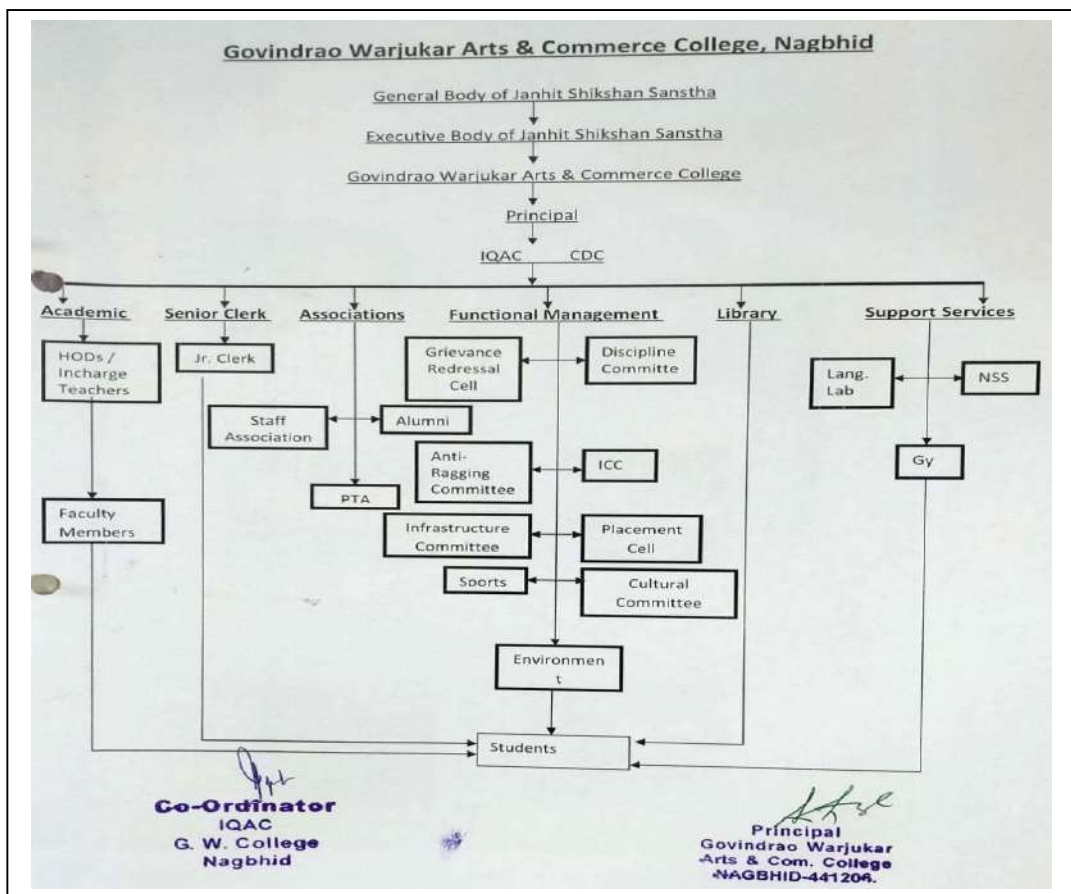 Govindrao Warjukar Arts & Commerce College, Nagbhid
General Body of Janhit Shikshan Sanstha
Executive Body of Janhit Shikshan Sanstha
Govindrao Warjukar Arts & Commerce College
Principal
IQAC CDC
Academic Senior Clerk Associations Functional Management Library Support Services
HODs /
Incharge
Teachers
Jr. Clerk
Grievance
Redressal
Cell
Discipline
Committe
Lang.
Lab
NSS
Staff
Association
Alumni
Anti-
Ragging
Committee
ICC
Gy
PTA
Faculty
Members
Infrastructure
Committee
Placement
Cell
Sports
Cultural
Committee
Environmen
t
Students
Co-Ordinator
IQAC
G. W. College
Nagbhid
Principal
Govindrao Warjukar
Arts & Com. College
NAGBHID-441206.